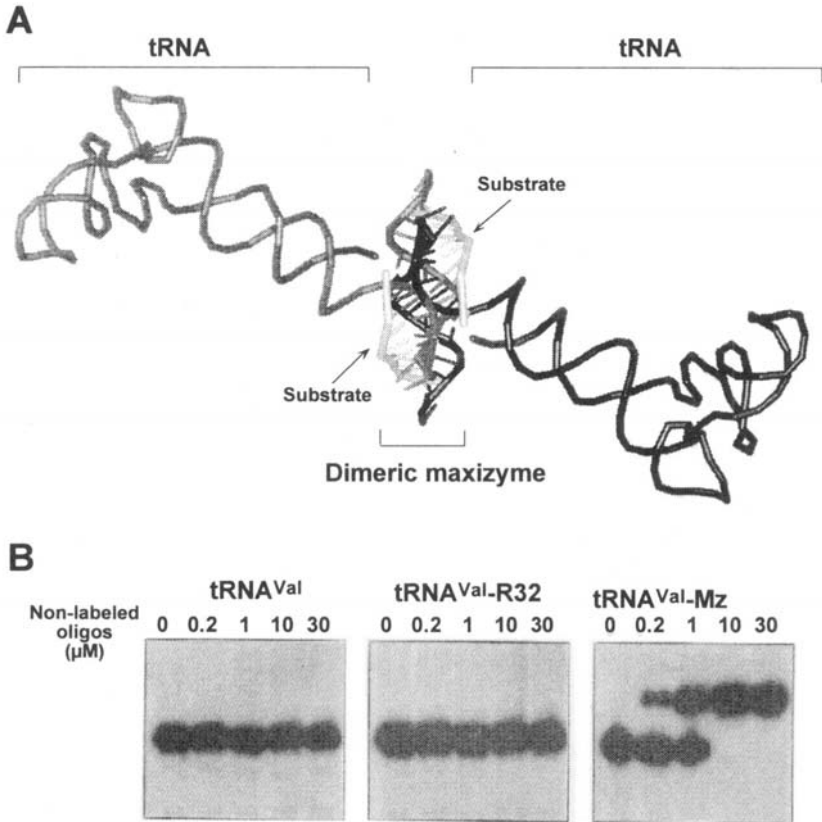 A
tRNA
tRNA
Substrate
Substrate
Dimeric maxizyme
B
Non-labeled
oligos
(µM)
tRNAVal
0 0.2 1 10 30
tRNAVal-R32
0 0.2 1 10 30
tRNAVal-Mz
0 0.2 1 10 30